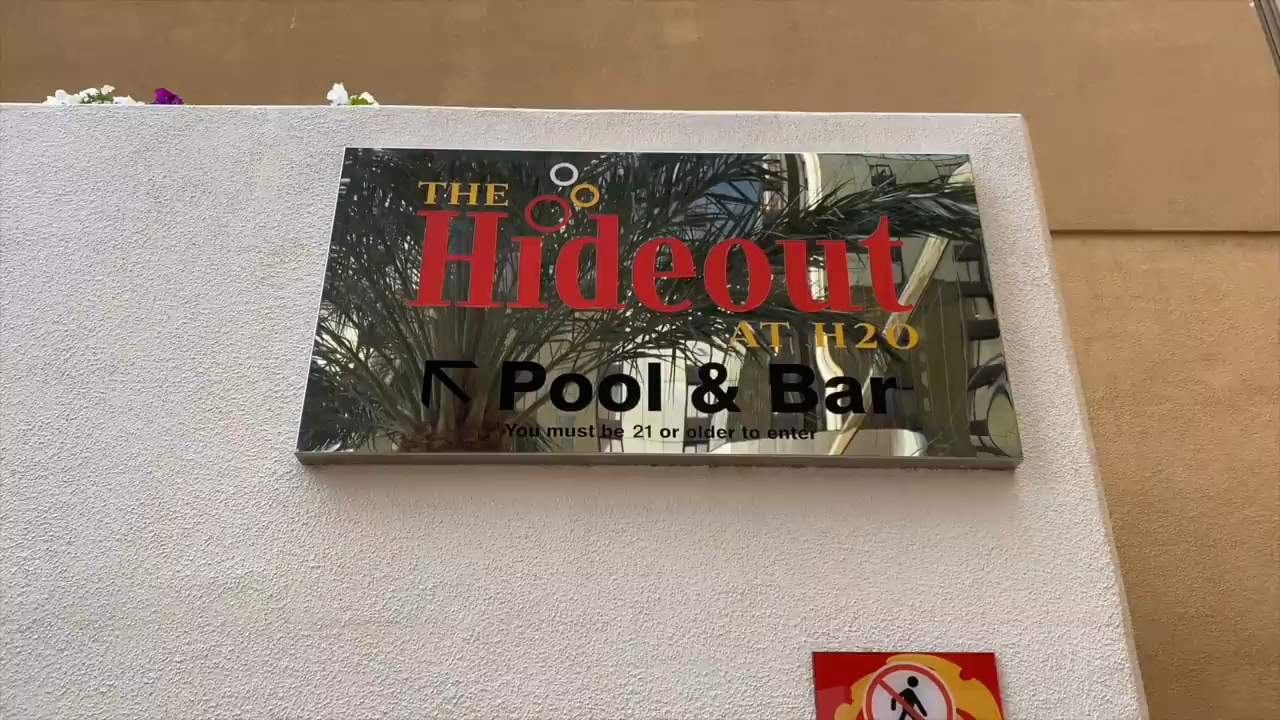 THE
Hideout
AT H2O
Pool & Bar
You must be 21 or older to enter